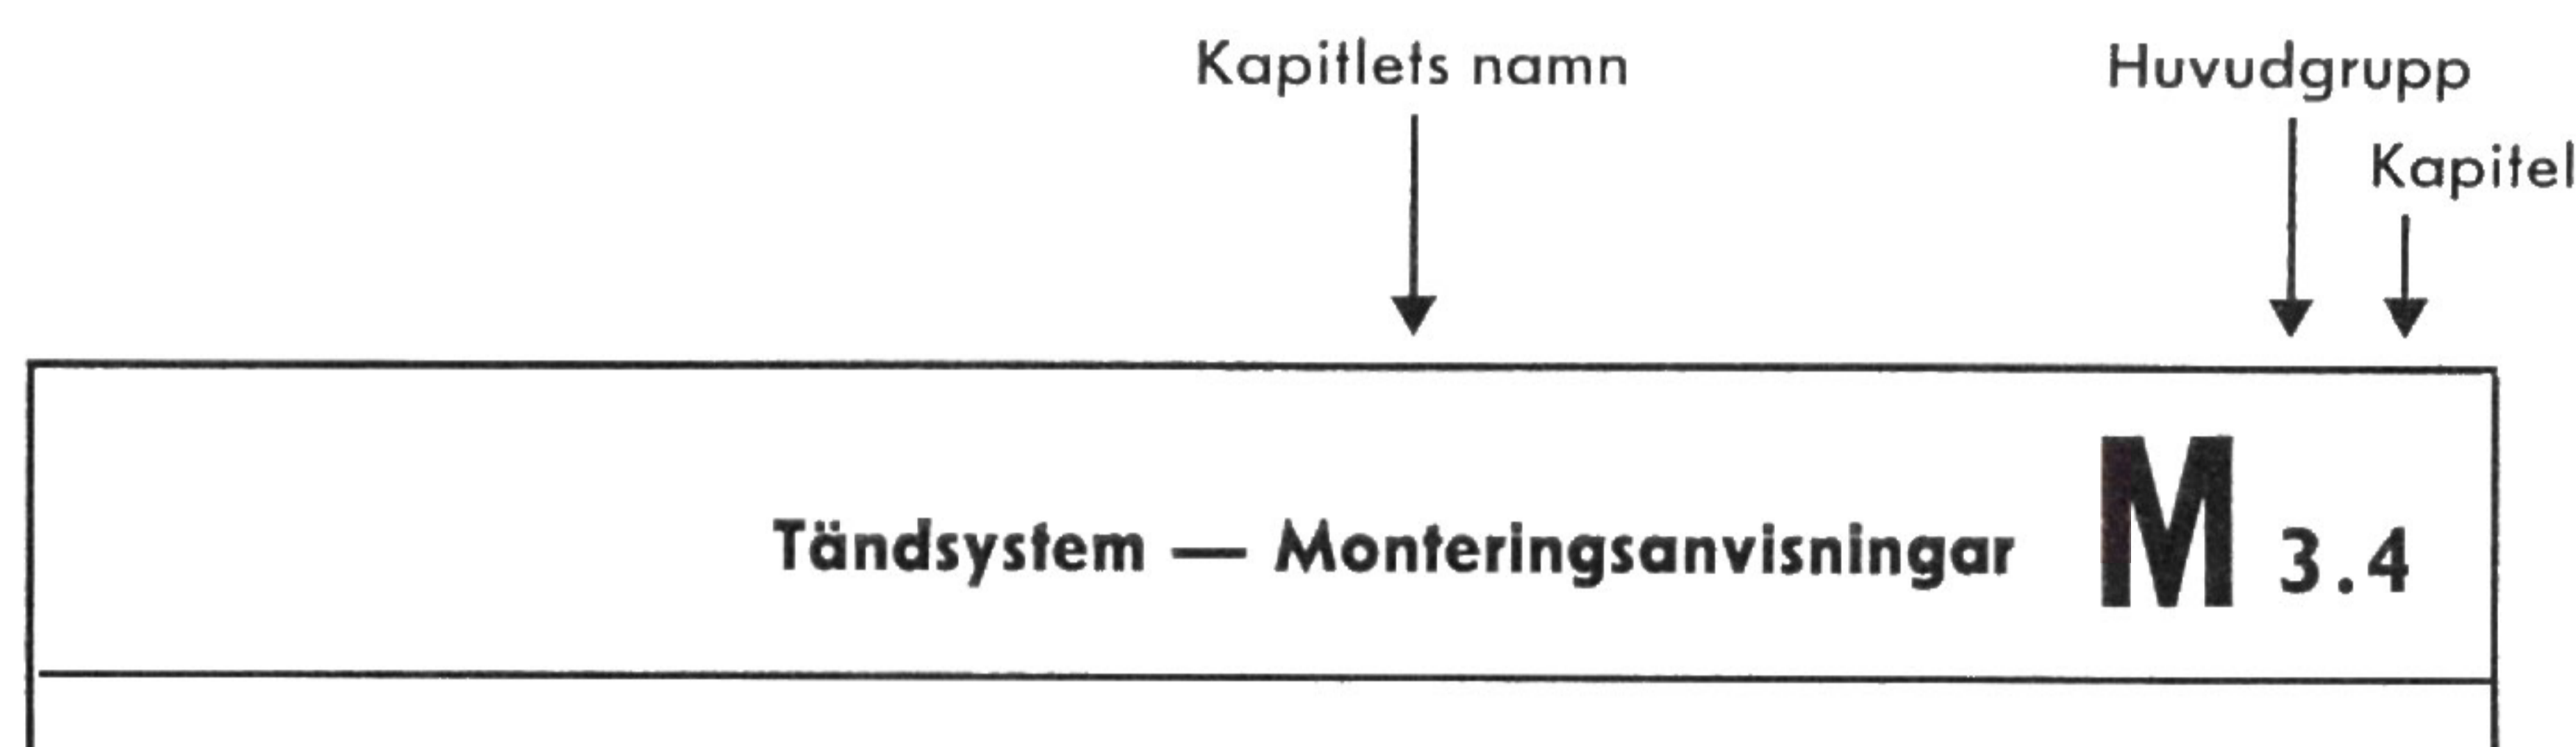 Kapitlets namn
Huvudgrupp
Kapitel
Tändsystem — Monteringsanvisningar M 3.4